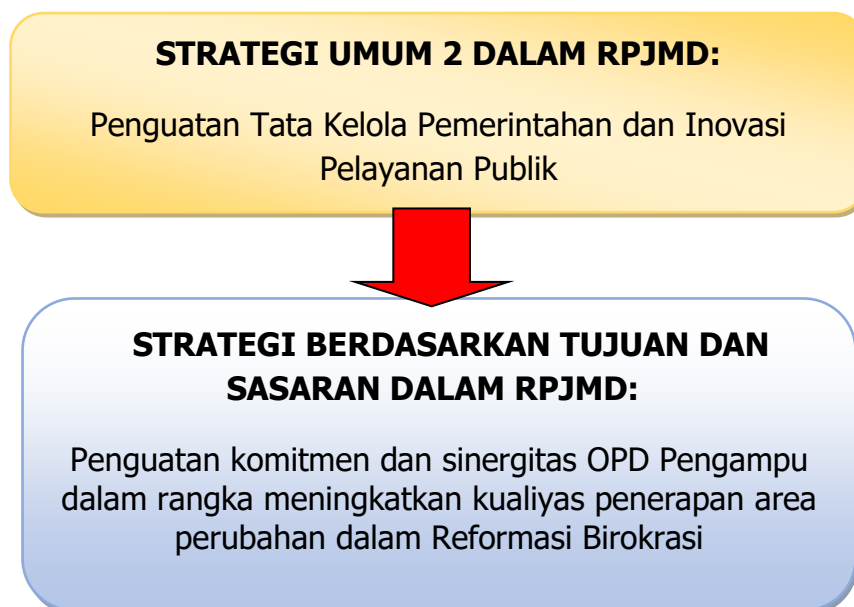 STRATEGI UMUM 2 DALAM RPJMD:
Penguatan Tata Kelola Pemerintahan dan Inovasi
Pelayanan Publik
STRATEGI BERDASARKAN TUJUAN DAN
SASARAN DALAM RPJMD:
Penguatan komitmen dan sinergitas OPD Pengampu
dalam rangka meningkatkan kualiyas penerapan area
perubahan dalam Reformasi Birokrasi